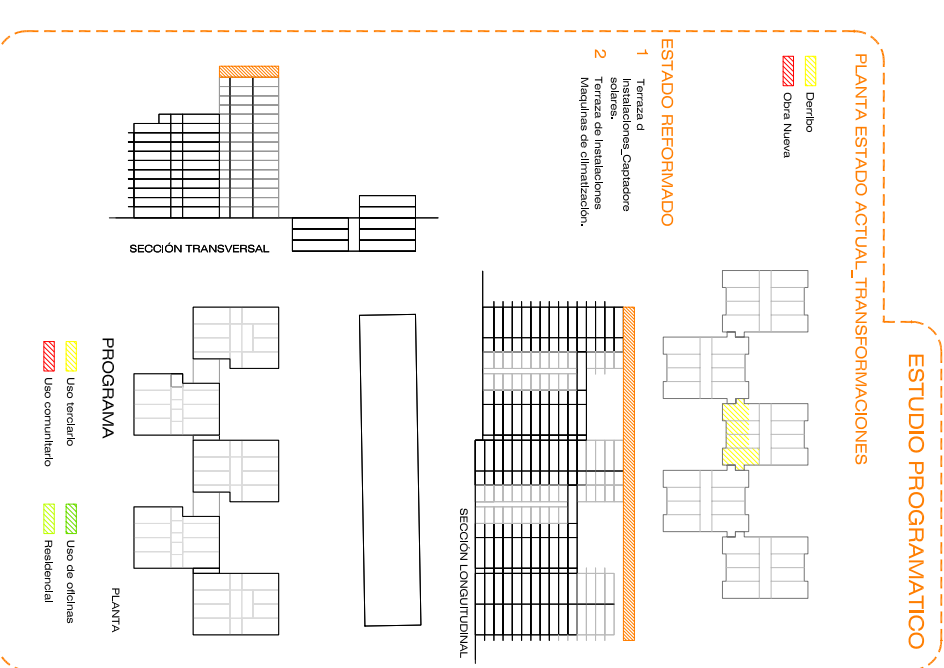 ESTUDIO PROGRAMATICO
PLANTA ESTADO ACTUAL_TRANSFORMACIONES
Derribo
Obra Nueva
ESTADO REFORMADO
1 Terraza d
Instalaciones_Captadore
solares.
2 Terraza de Instalaciones
Maquinas de climatización.
SECCIÓN TRANSVERSAL
SECCIÓN LONGUITUDINAL
PROGRAMA
Uso terciario
Uso comunitario
Uso de oficinas
Residencial
PLANTA